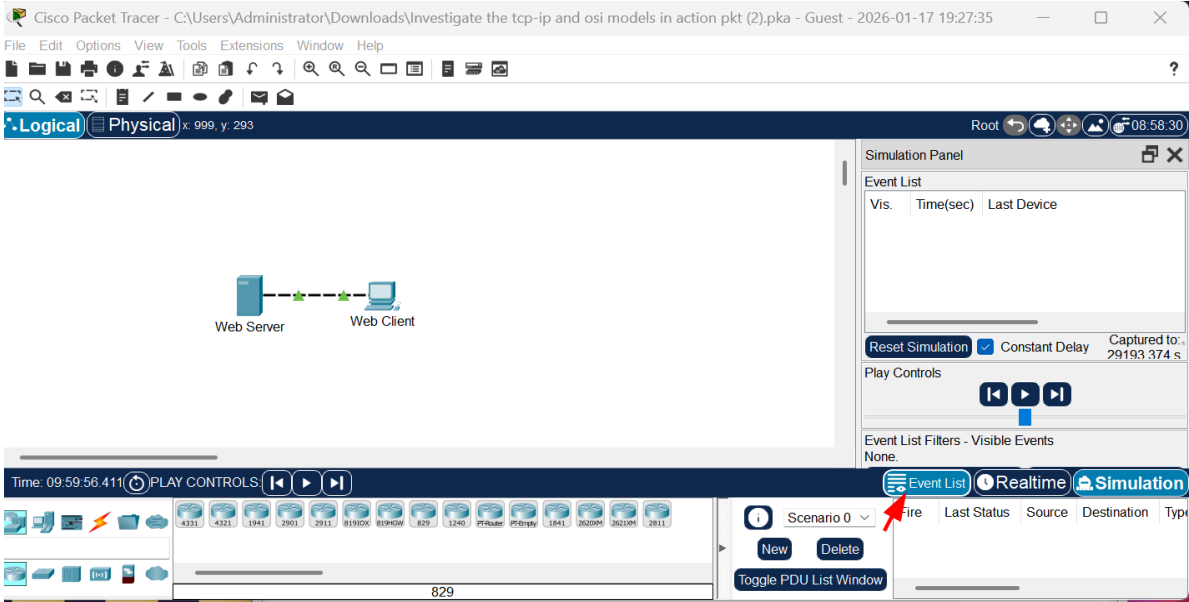 Cisco Packet Tracer - C:\Users\Administrator\Downloads\Investigate the tcp-ip and osi models in action pkt (2).pka - Guest - 2026-01-17 19:27:35
File Edit Options View Tools Extensions Window Help
?
Logical Physical x: 999, y: 293 Root 08:58:30
Simulation Panel
Event List
Vis. Time(sec) Last Device
Web Server
Web Client
Reset Simulation Constant Delay Captured to:
29193.374 s
Play Controls
Event List Filters - Visible Events
None.
Time: 09:59:56.411 PLAY CONTROLS: Event List Realtime Simulation
4331 4321 1941 2901 2911 819IOX 819HGW 829 1240 PT-Router PT-Empty 1841 2620XM 2621XM 2811
Scenario 0
Fire Last Status Source Destination Type
New Delete
Toggle PDU List Window
829